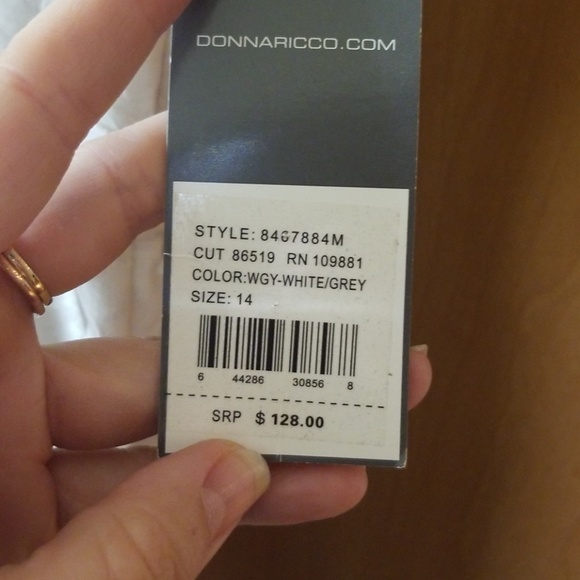 DONNARICCO.COM
STYLE: 8467884M
CUT 86519 RN 109881
COLOR:WGY-WHITE/GREY
SIZE: 14
6 44286 30856 8
SRP $ 128.00